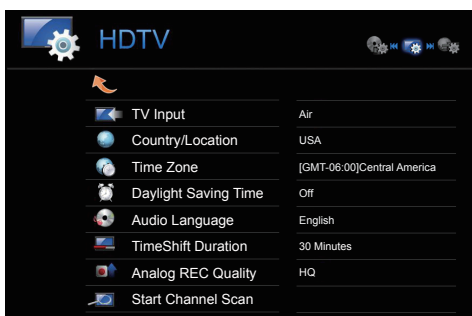 HDTV
TV Input Air
Country/Location USA
Time Zone [GMT-06:00]Central America
Daylight Saving Time Off
Audio Language English
TimeShift Duration 30 Minutes
Analog REC Quality HQ
Start Channel Scan